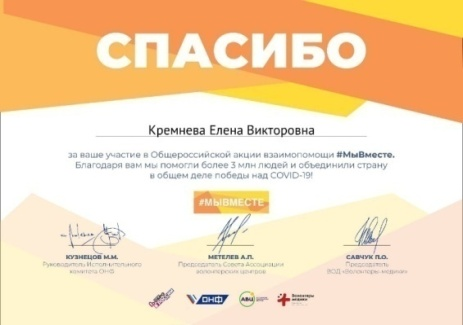 СПАСИБО
Кремнева Елена Викторовна
за ваше участие в Общероссийской акции взаимопомощи #МыВместе.
Благодаря вам мы помогли более 3 млн людей и объединили страну
в общем деле победы над COVID-19!
#МЫВМЕСТЕ
КУЗНЕЦОВ М.М.
Руководитель Исполнительного
комитета ОНФ
МЕТЕЛЕВ А.П.
Председатель Совета Ассоциации
волонтерских центров
САВЧУК П.О.
Председатель
ВОД «Волонтеры-медики»
ОНФ
АВЦ
Волонтеры
медики